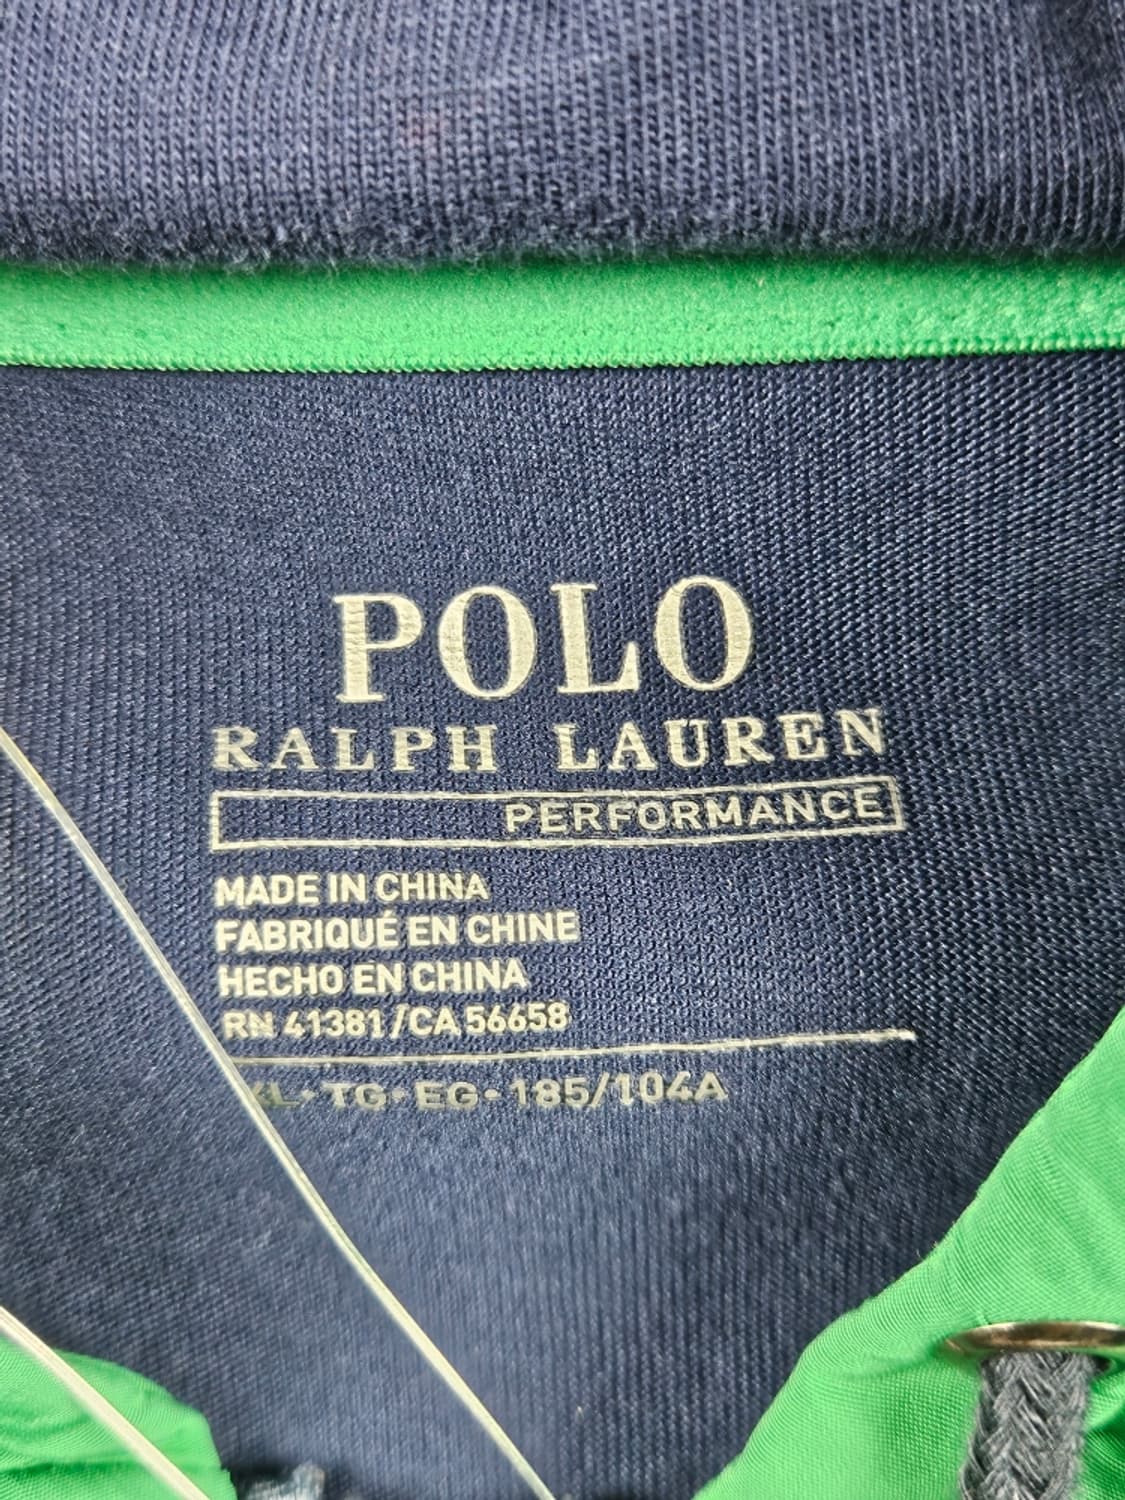 POLO
RALPH LAUREN
PERFORMANCE
MADE IN CHINA
FABRIQUÉ EN CHINE
HECHO EN CHINA
RN 41381/CA 56658
XL•TG•EG•185/104A